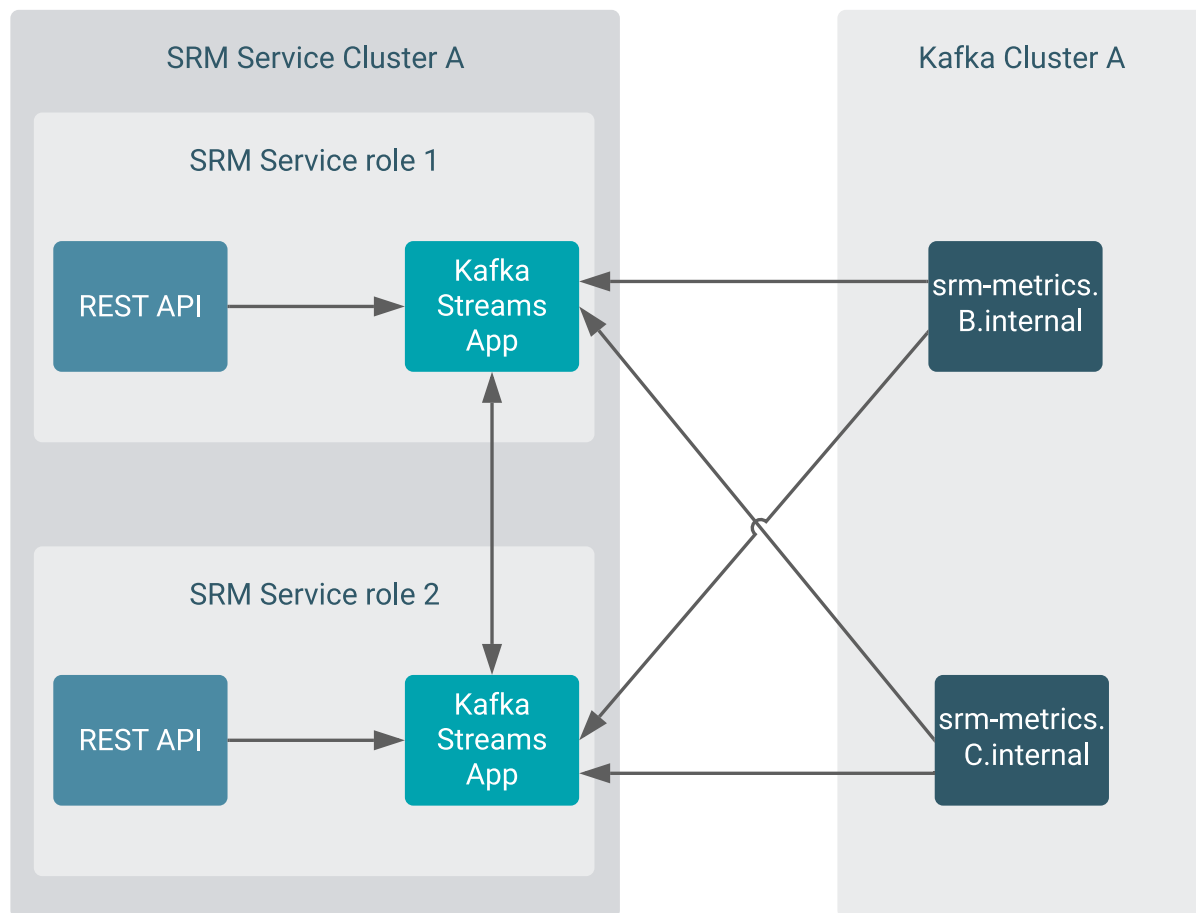 SRM Service Cluster A
Kafka Cluster A
SRM Service role 1
REST API
Kafka
Streams
App
srm-metrics.
B.internal
SRM Service role 2
REST API
Kafka
Streams
App
srm-metrics.
C.internal